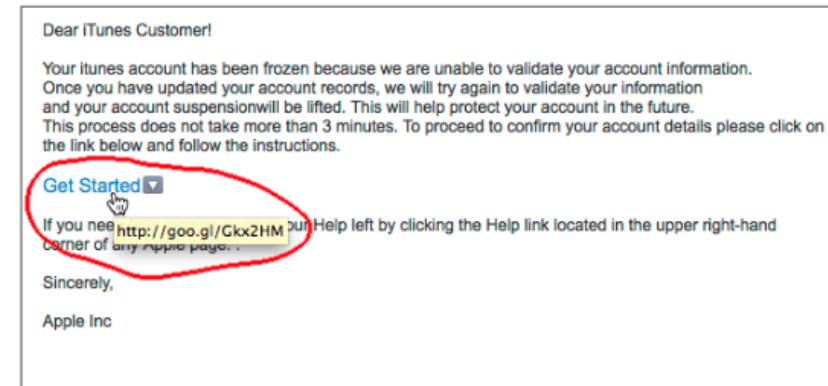 Dear iTunes Customer!
Your itunes account has been frozen because we are unable to validate your account information.
Once you have updated your account records, we will try again to validate your information
and your account suspensionwill be lifted. This will help protect your account in the future.
This process does not take more than 3 minutes. To proceed to confirm your account details please click on
the link below and follow the instructions.
Get Started
If you nee our Help left by clicking the Help link located in the upper right-hand
http://goo.gl/Gkx2HM
corner of any Apple page. .
Sincerely,
Apple Inc